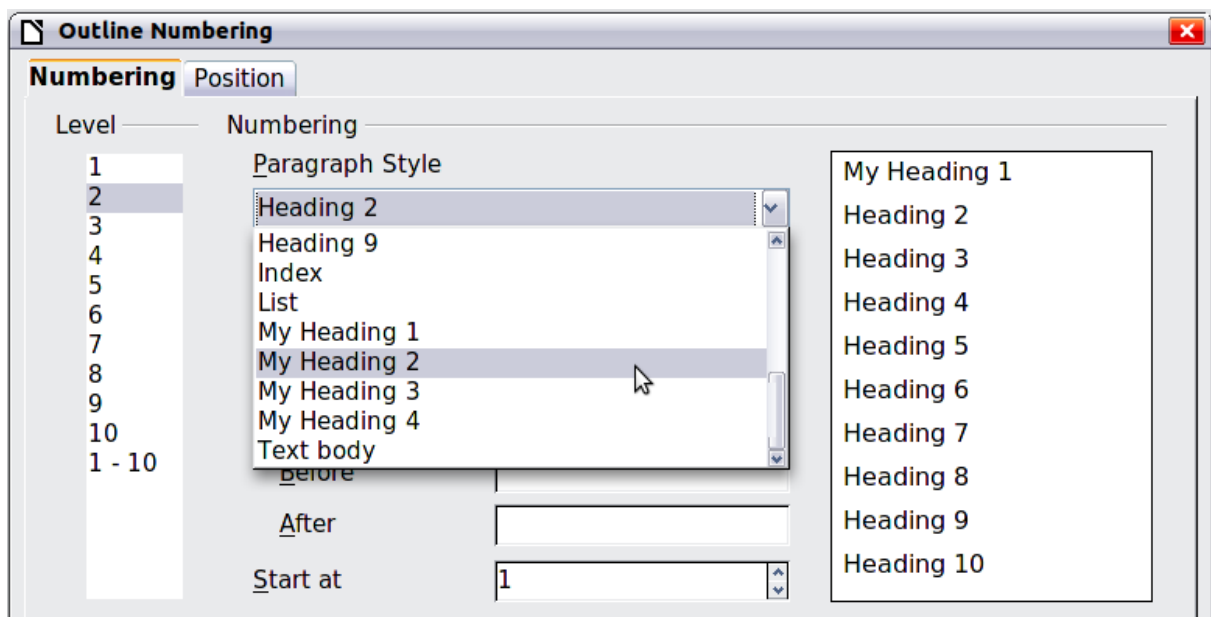 Outline Numbering
Numbering Position
Level Numbering
1
2
3
4
5
6
7
8
9
10
1 - 10
Paragraph Style
Heading 2
Heading 9
Index
List
My Heading 1
My Heading 2
My Heading 3
My Heading 4
Text body
Before
After
Start at 1
My Heading 1
Heading 2
Heading 3
Heading 4
Heading 5
Heading 6
Heading 7
Heading 8
Heading 9
Heading 10